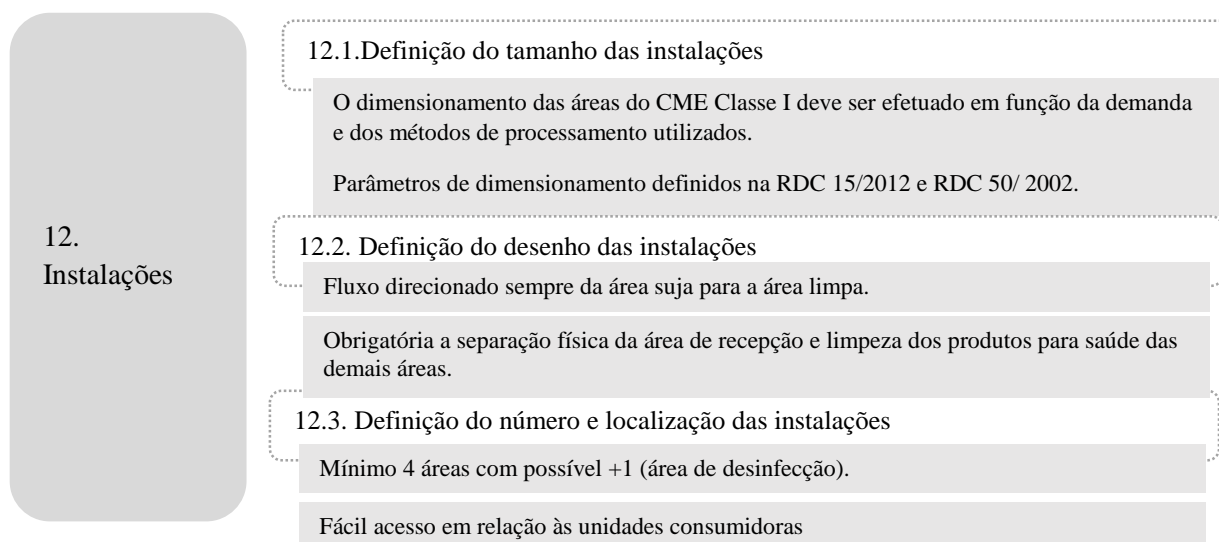 12.
Instalações
12.1.Definição do tamanho das instalações
O dimensionamento das áreas do CME Classe I deve ser efetuado em função da demanda
e dos métodos de processamento utilizados.
Parâmetros de dimensionamento definidos na RDC 15/2012 e RDC 50/ 2002.
12.2. Definição do desenho das instalações
Fluxo direcionado sempre da área suja para a área limpa.
Obrigatória a separação física da área de recepção e limpeza dos produtos para saúde das
demais áreas.
12.3. Definição do número e localização das instalações
Mínimo 4 áreas com possível +1 (área de desinfecção).
Fácil acesso em relação às unidades consumidoras